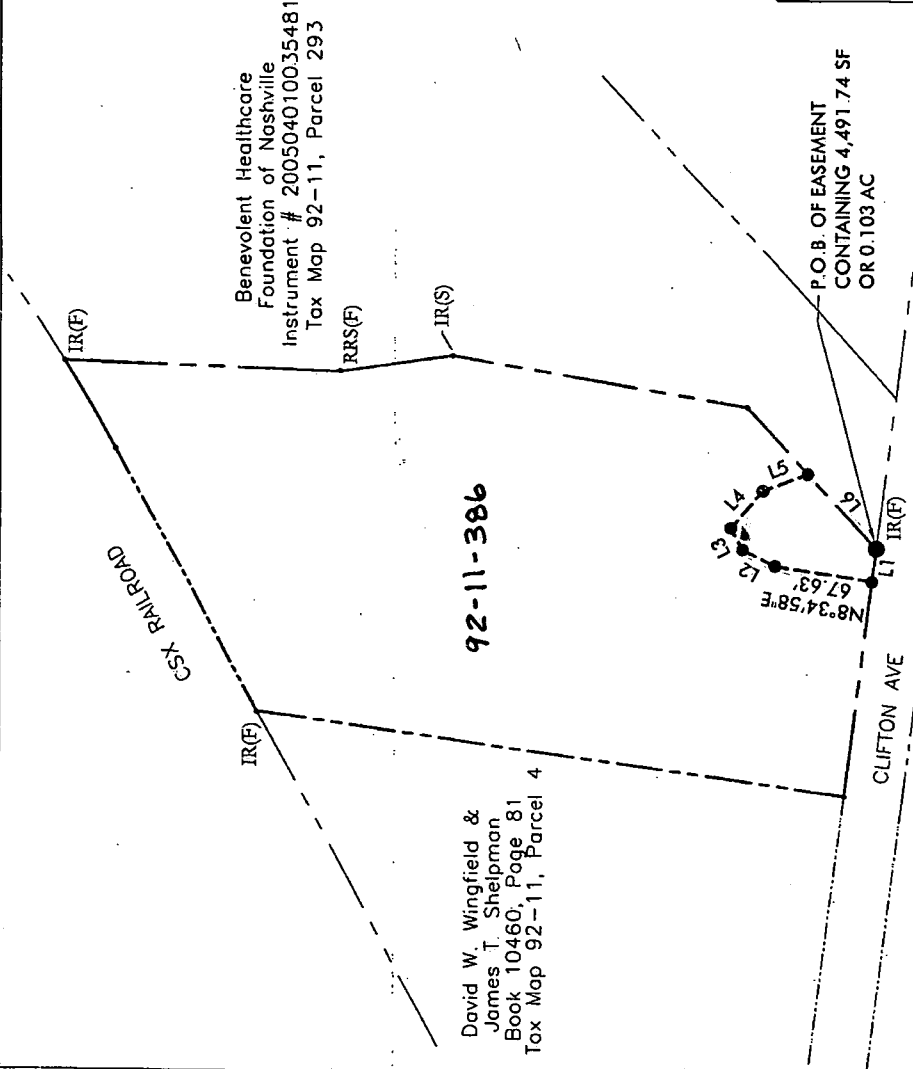 Benevolent Healthcare
Foundation of Nashville
Instrument # 200504010035481
Tax Map 92-11, Parcel 293
IR(F)
RRS(F)
IR(S)
CSX RAILROAD
IR(F)
92-11-386
David W. Wingfield &
James T. Shelpman
Book 10460, Page 81
Tax Map 92-11, Parcel 4
P.O.B. OF EASEMENT
CONTAINING 4,491.74 SF
OR 0.103 AC
L5
L4
L3
L2
N8°34'58"E
67.63'
L6
L1
IR(F)
CLIFTON AVE